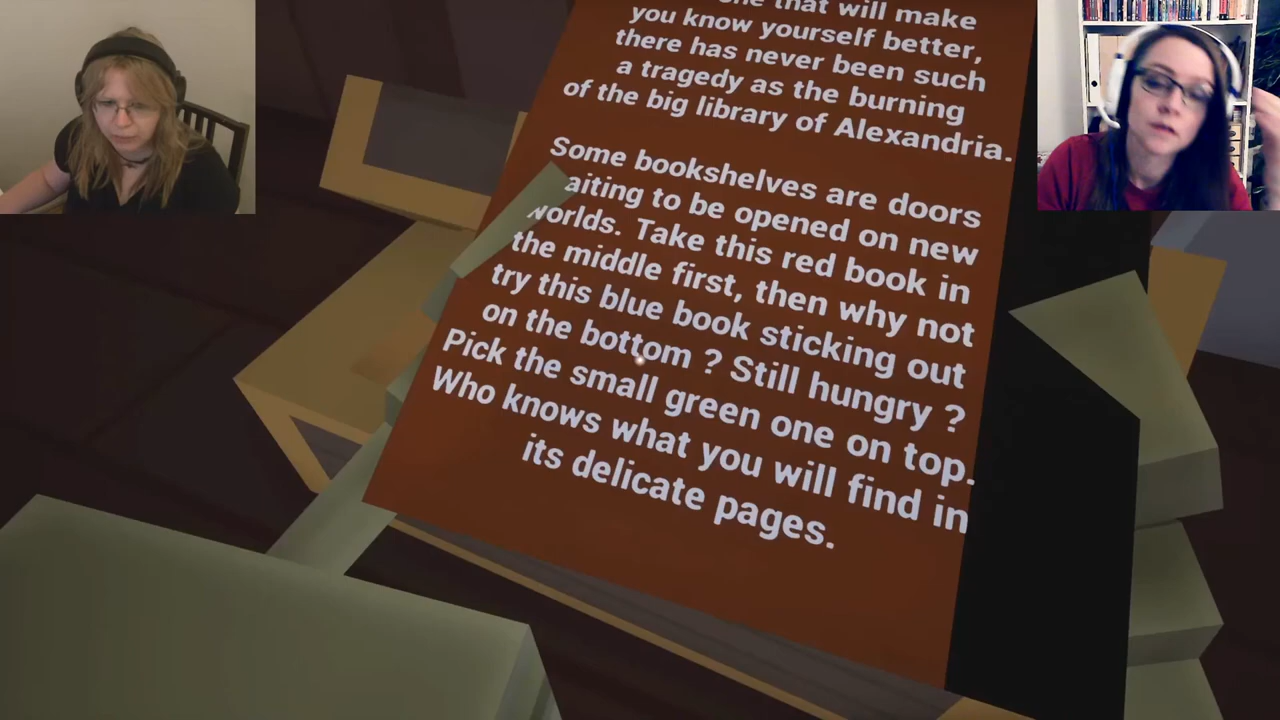 that will make
you know yourself better,
there has never been such
a tragedy as the burning
of the big library of Alexandria.
Some bookshelves are doors
aiting to be opened on new
worlds. Take this red book in
the middle first, then why not
try this blue book sticking out
on the bottom ? Still hungry ?
Pick the small green one on top.
Who knows what you will find in
its delicate pages.